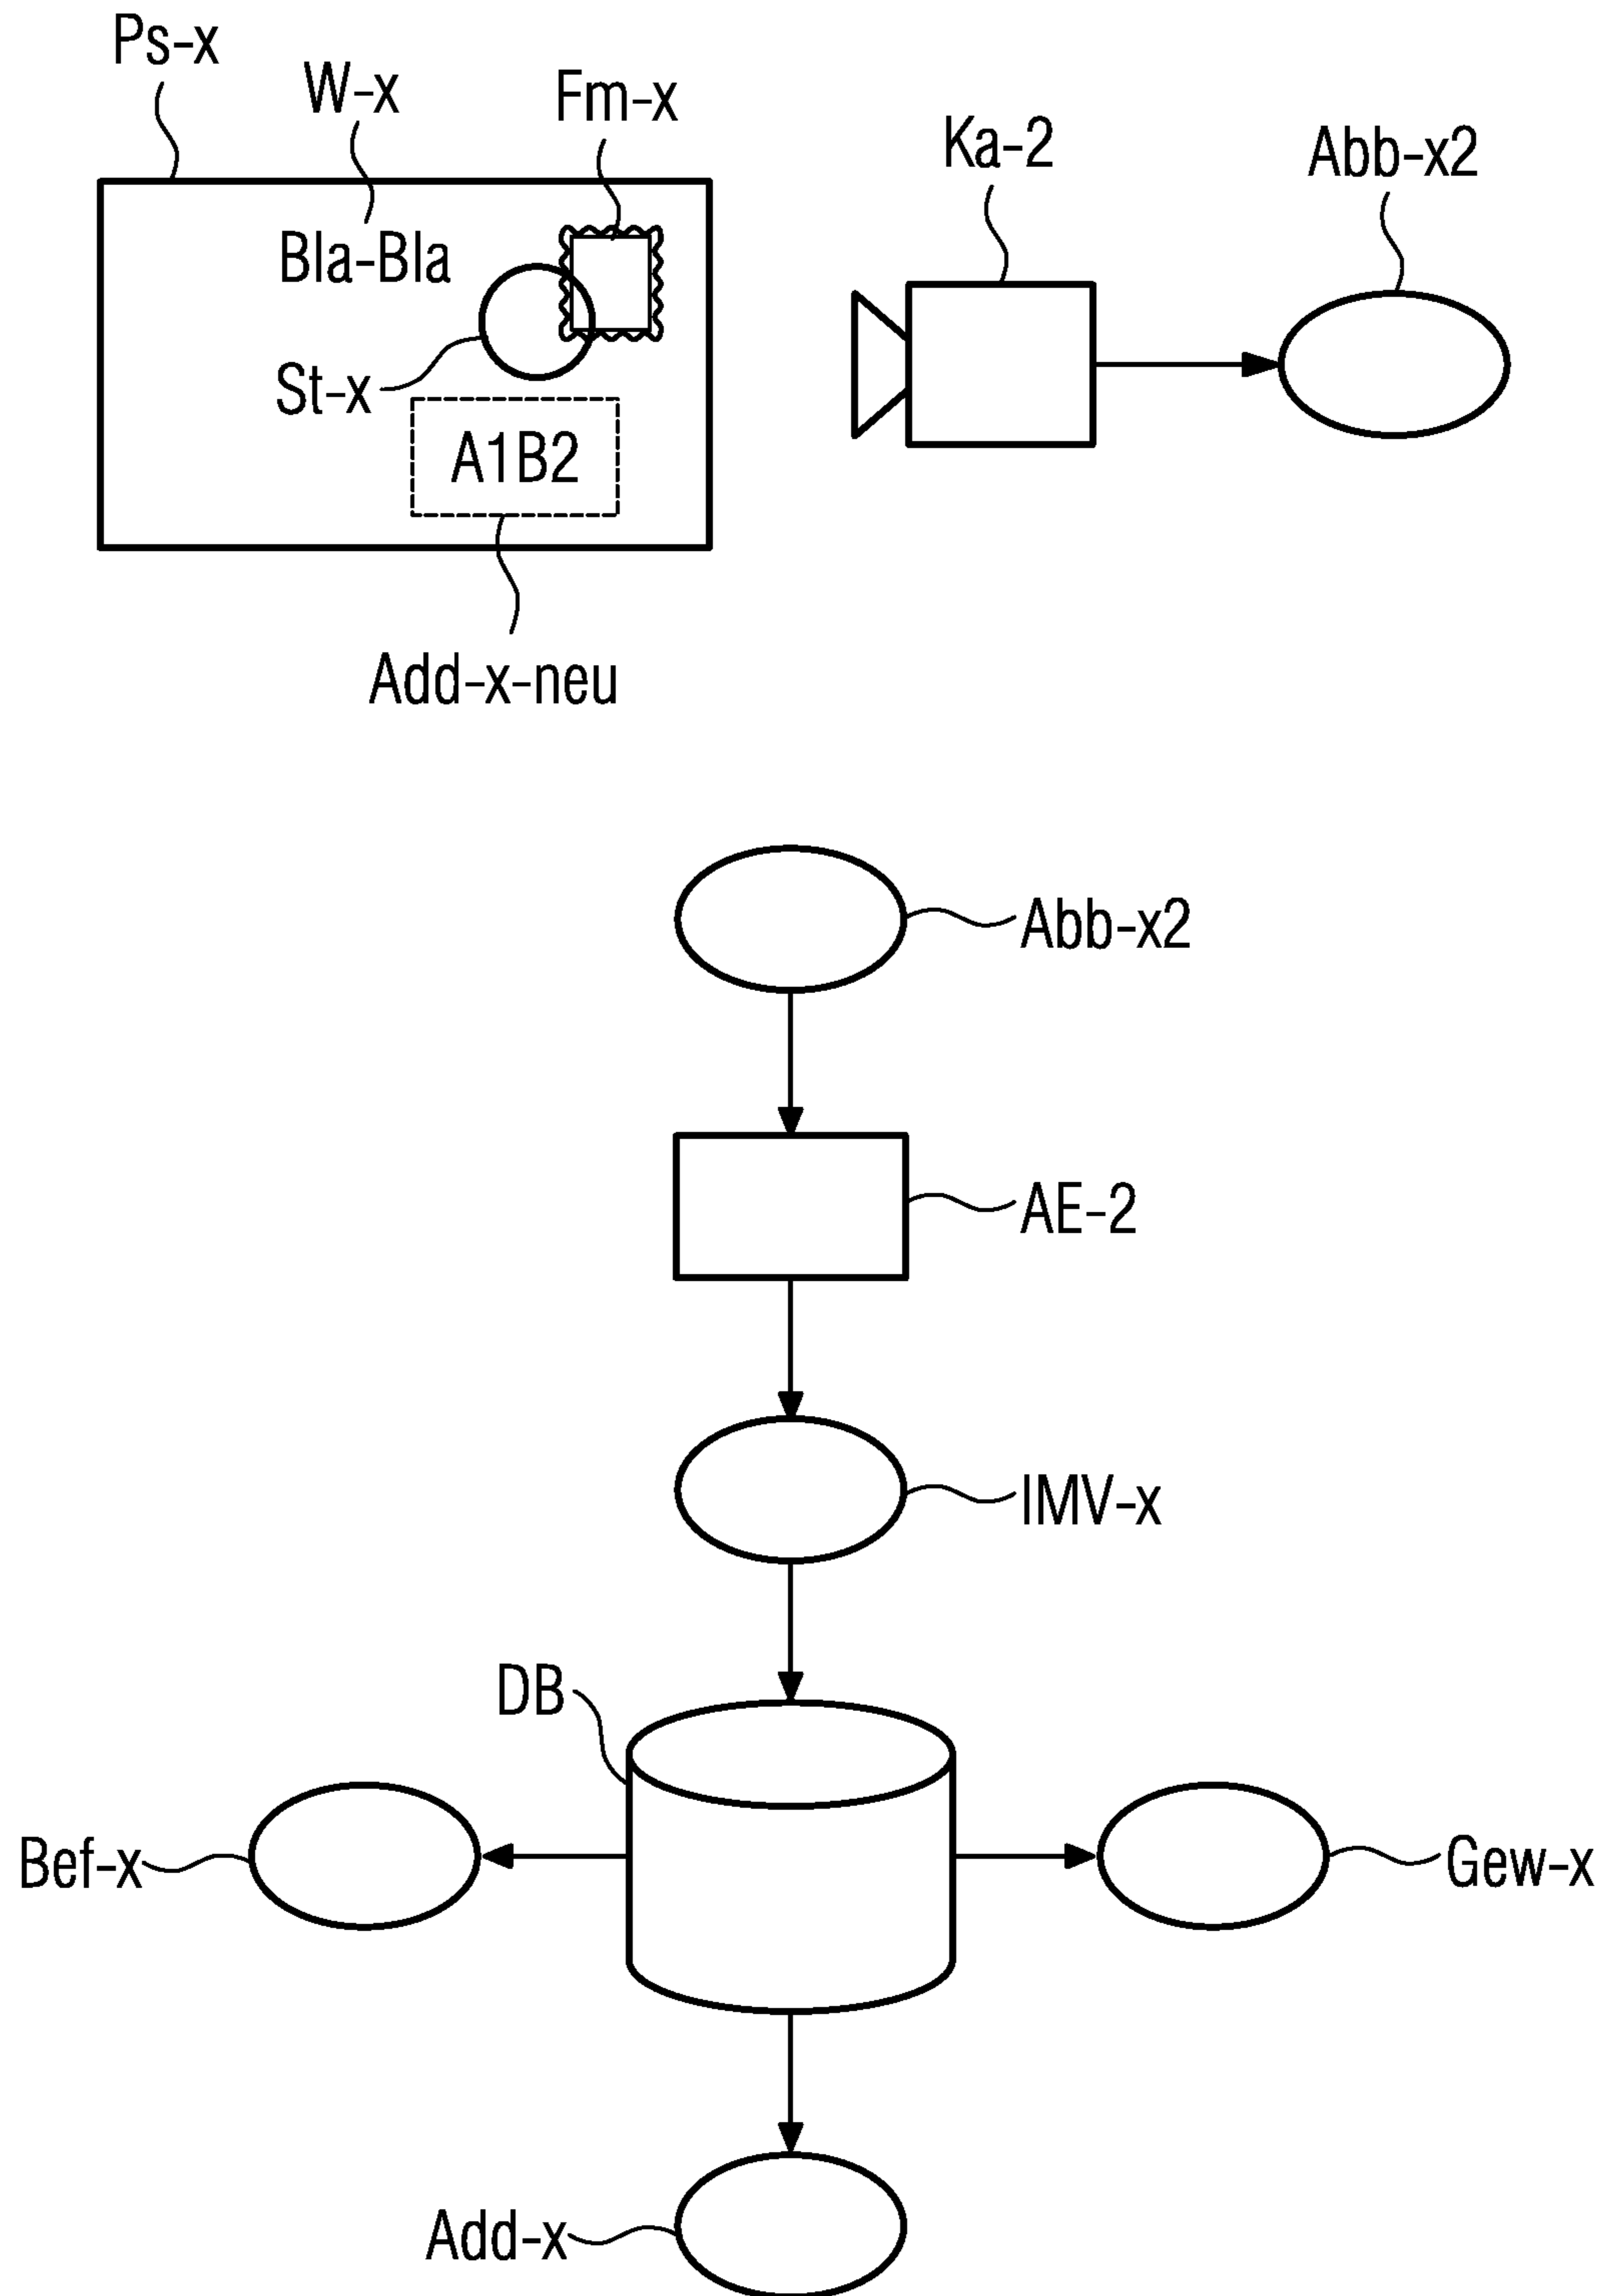 Ps-x
W-x
Fm-x
Ka-2
Abb-x2
Bla-Bla
St-x
A1B2
Add-x-neu
Abb-x2
AE-2
IMV-x
DB
Bef-x
Gew-x
Add-x